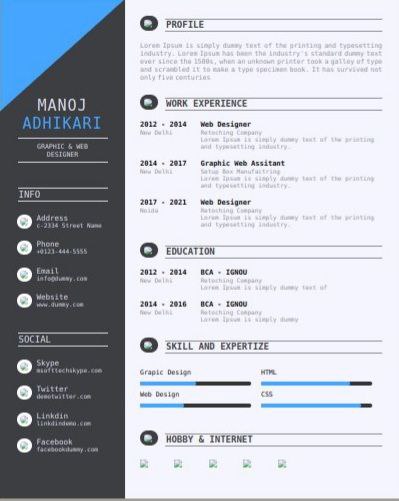 MANOJ
ADHIKARI
GRAPHIC & WEB
DESIGNER
INFO
Address
c-2334 Street Name
Phone
+0123-444-5555
Email
info@dummy.com
Website
www.dummy.com
SOCIAL
Skype
msofttechskype.com
Twitter
demotwitter.com
Linkdin
linkdindemo.com
Facebook
facebookdummy.com
PROFILE
Lorem Ipsum is simply dummy text of the printing and typesetting
industry. Lorem Ipsum has been the industry's standard dummy text
ever since the 1500s, when an unknown printer took a galley of type
and scrambled it to make a type specimen book. It has survived not
only five centuries
WORK EXPERIENCE
2012 - 2014 Web Designer
New Delhi Retoching Company
Lorem Ipsum is simply dummy text of the printing
and typesetting.
2014 - 2017 Graphic Web Assitant
New Delhi Setup Box Manufactring
Lorem Ipsum is simply dummy text of the printing
and typesetting.
2017 - 2021 Web Designer
Noida Retoching Company
Lorem Ipsum is simply dummy text of the printing
and typesetting.
EDUCATION
2012 - 2014 BCA - IGNOU
New Delhi Retoching Company
Lorem Ipsum is simply dummy text of
2014 - 2016 BCA - IGNOU
New Delhi Retoching Company
Lorem Ipsum is simply dummy
SKILL AND EXPERTIZE
Grapic Design HTML
Web Design CSS
HOBBY & INTERNET